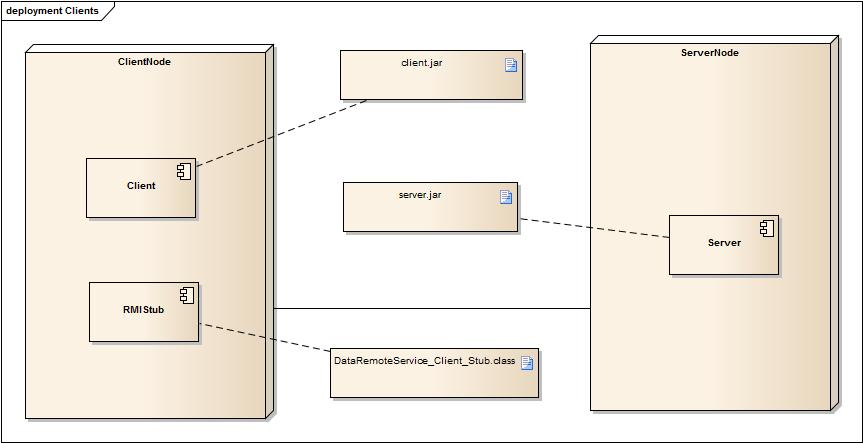 deployment Clients
ClientNode
client.jar
ServerNode
Client
server.jar
Server
RMIStub
DataRemoteService_Client_Stub.class